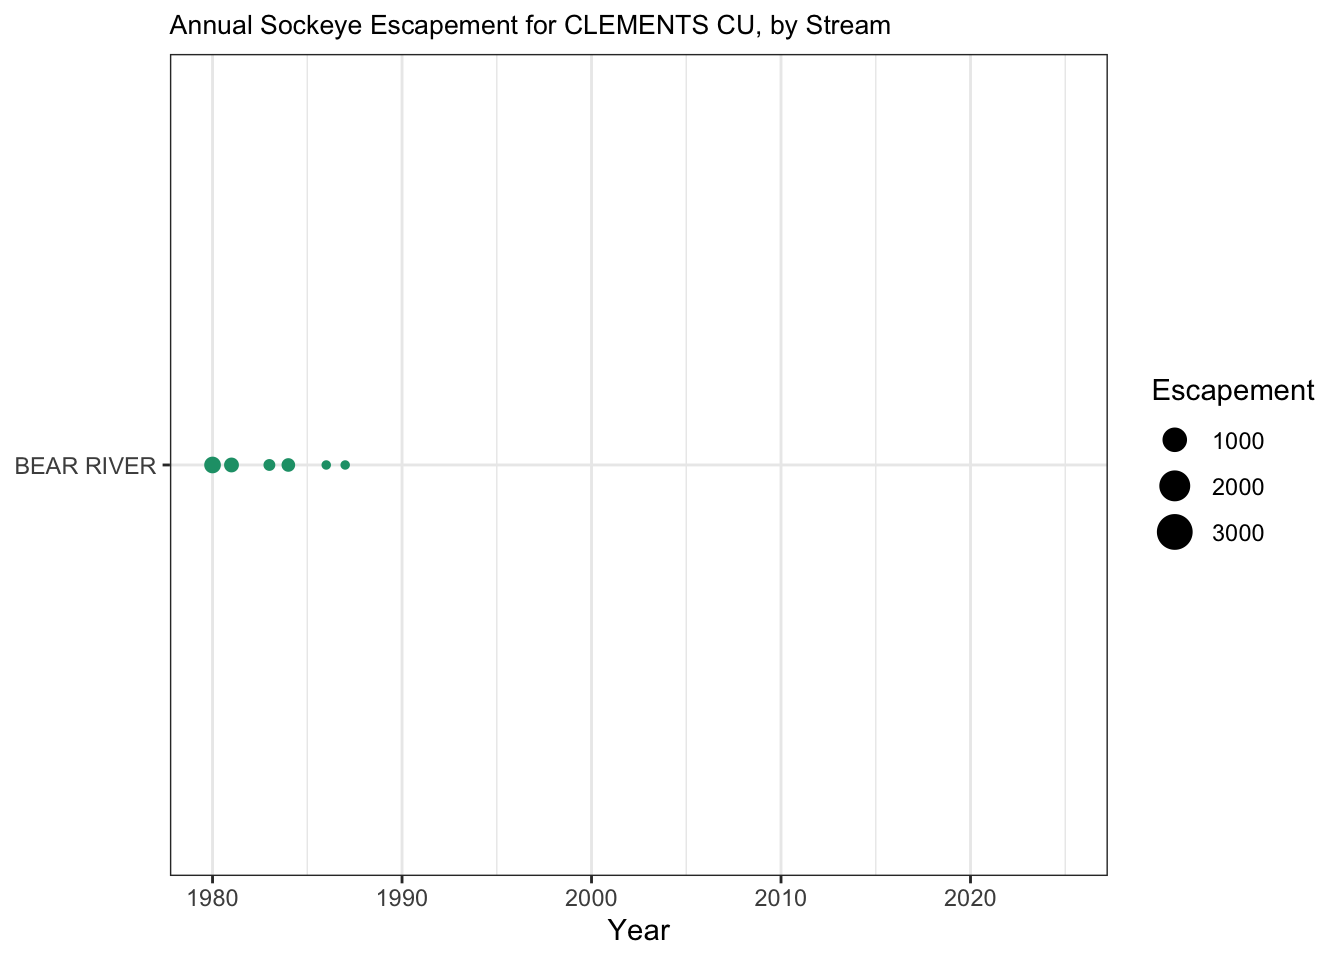 Annual Sockeye Escapement for CLEMENTS CU, by Stream
BEAR RIVER
Escapement
1000
2000
3000
1980 1990 2000 2010 2020
Year